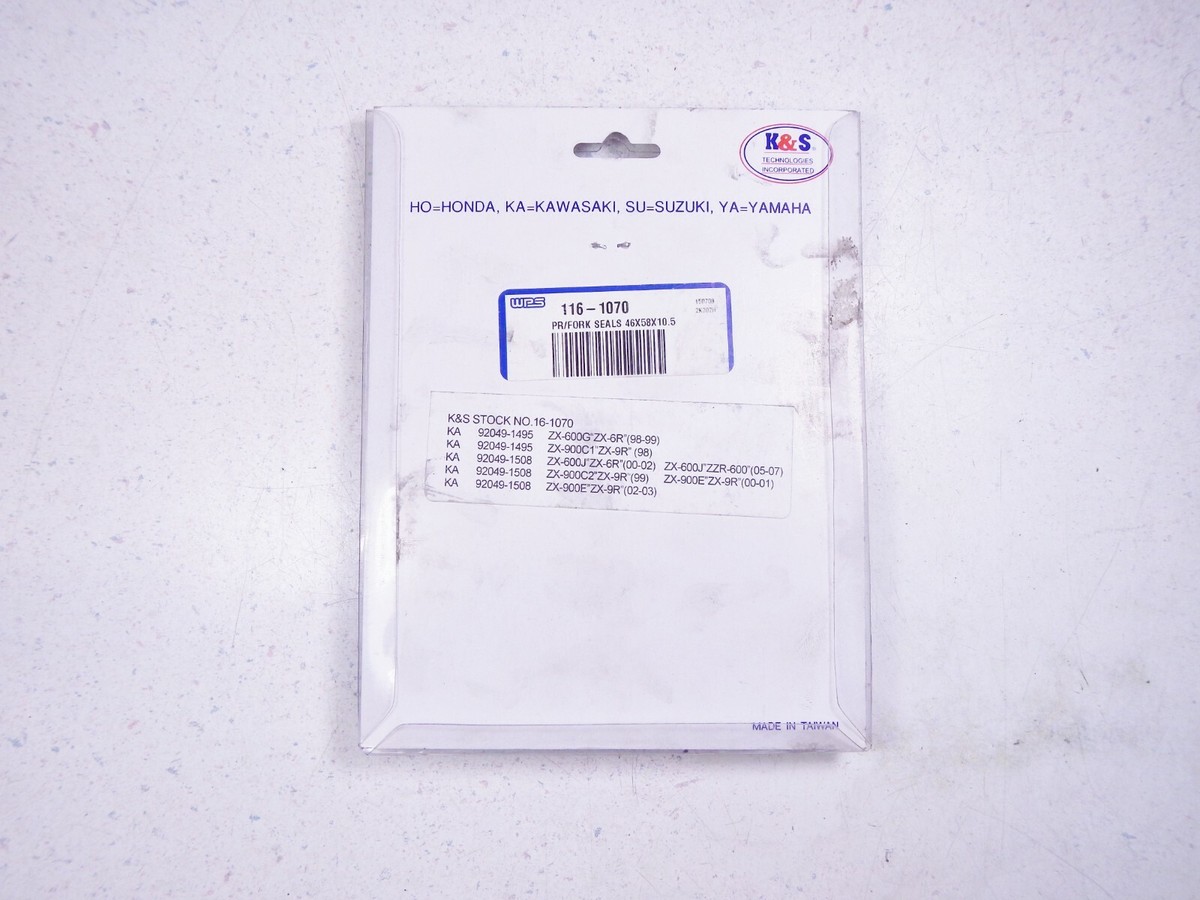 K&S
TECHNOLOGIES
INCORPORATED
HO=HONDA, KA=KAWASAKI, SU=SUZUKI, YA=YAMAHA
WPS 116-1070
PR/FORK SEALS 46X58X10.5
K&S STOCK NO.16-1070
KA 92049-1495 ZX-600G"ZX-6R"(98-99)
KA 92049-1495 ZX-900C1"ZX-9R" (98)
KA 92049-1508 ZX-600J"ZX-6R"(00-02) ZX-600J"ZZR-600"(05-07)
KA 92049-1508 ZX-900C2"ZX-9R"(99) ZX-900E"ZX-9R"(00-01)
KA 92049-1508 ZX-900E"ZX-9R"(02-03)
MADE IN TAIWAN